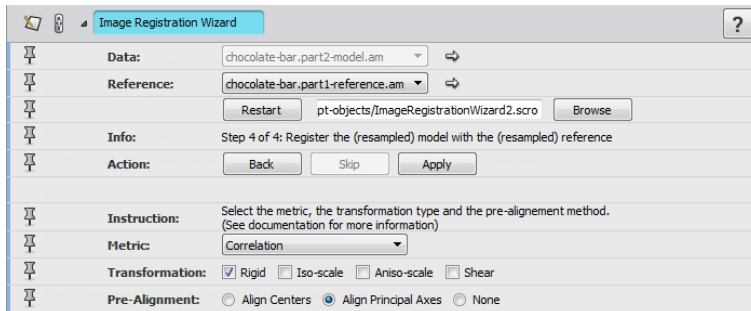 Image Registration Wizard ?
Data: chocolate-bar.part2-model.am
Reference: chocolate-bar.part1-reference.am
Restart pt-objects/ImageRegistrationWizard2.scro Browse
Info: Step 4 of 4: Register the (resampled) model with the (resampled) reference
Action: Back Skip Apply
Instruction: Select the metric, the transformation type and the pre-alignement method.
(See documentation for more information)
Metric: Correlation
Transformation: Rigid Iso-scale Aniso-scale Shear
Pre-Alignment: Align Centers Align Principal Axes None